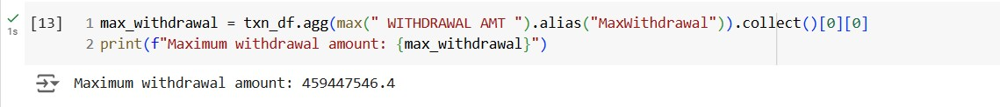 [13] 1 max_withdrawal = txn_df.agg(max(" WITHDRAWAL AMT ").alias("MaxWithdrawal")).collect()[0][0]
1s 2 print(f"Maximum withdrawal amount: {max_withdrawal}")
Maximum withdrawal amount: 459447546.4